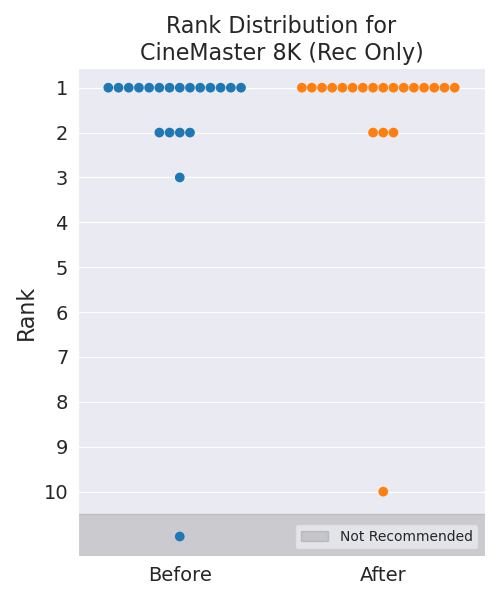 Rank Distribution for
CineMaster 8K (Rec Only)
Rank
1
2
3
4
5
6
7
8
9
10
Not Recommended
Before
After